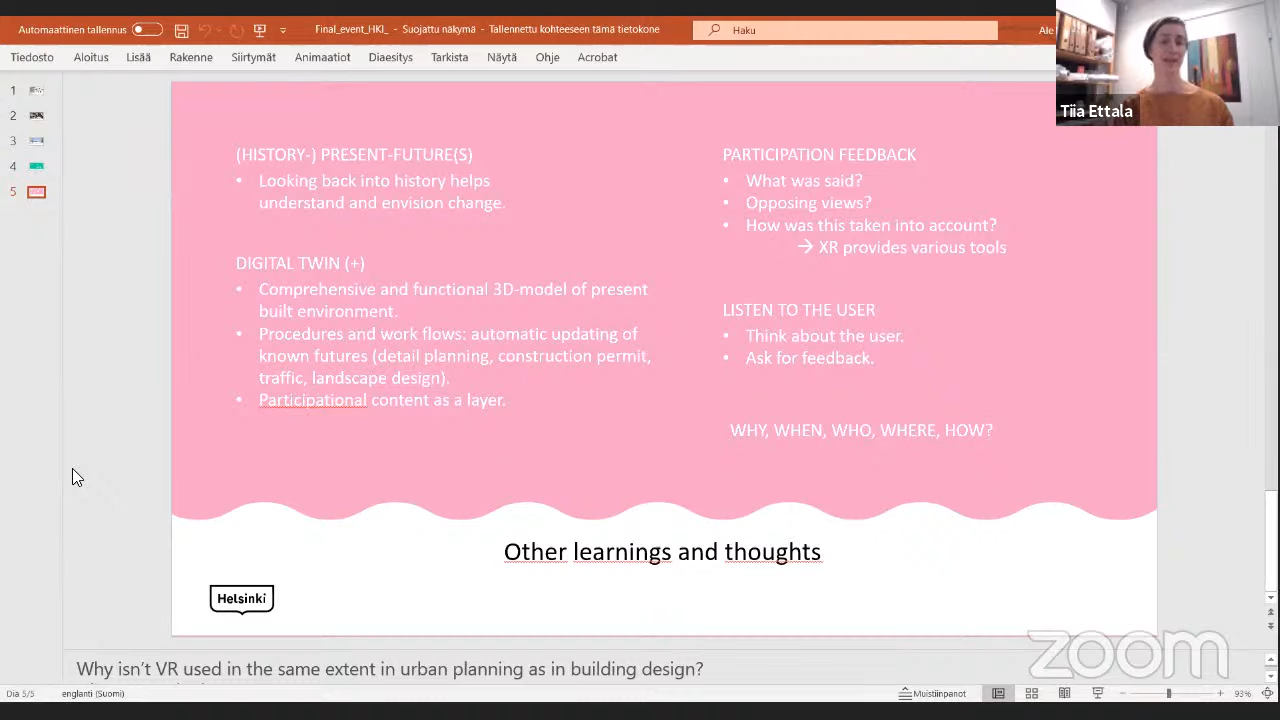 Automaattinen tallennus
Final_event_HKI_ - Suojattu näkymä - Tallennettu kohteeseen tämä tietokone
Haku
Ale
Tiedosto Aloitus Lisää Rakenne Siirtymät Animaatiot Diaesitys Tarkista Näytä Ohje Acrobat
Tiia Ettala
1
2
3
4
5
(HISTORY-) PRESENT-FUTURE(S)
• Looking back into history helps
understand and envision change.
DIGITAL TWIN (+)
• Comprehensive and functional 3D-model of present
built environment.
• Procedures and work flows: automatic updating of
known futures (detail planning, construction permit,
traffic, landscape design).
• Participational content as a layer.
PARTICIPATION FEEDBACK
• What was said?
• Opposing views?
• How was this taken into account?
→ XR provides various tools
LISTEN TO THE USER
• Think about the user.
• Ask for feedback.
WHY, WHEN, WHO, WHERE, HOW?
Other learnings and thoughts
Helsinki
zoom
Why isn't VR used in the same extent in urban planning as in building design?
Dia 5/5 englanti (Suomi) Muistiinpanot 93%